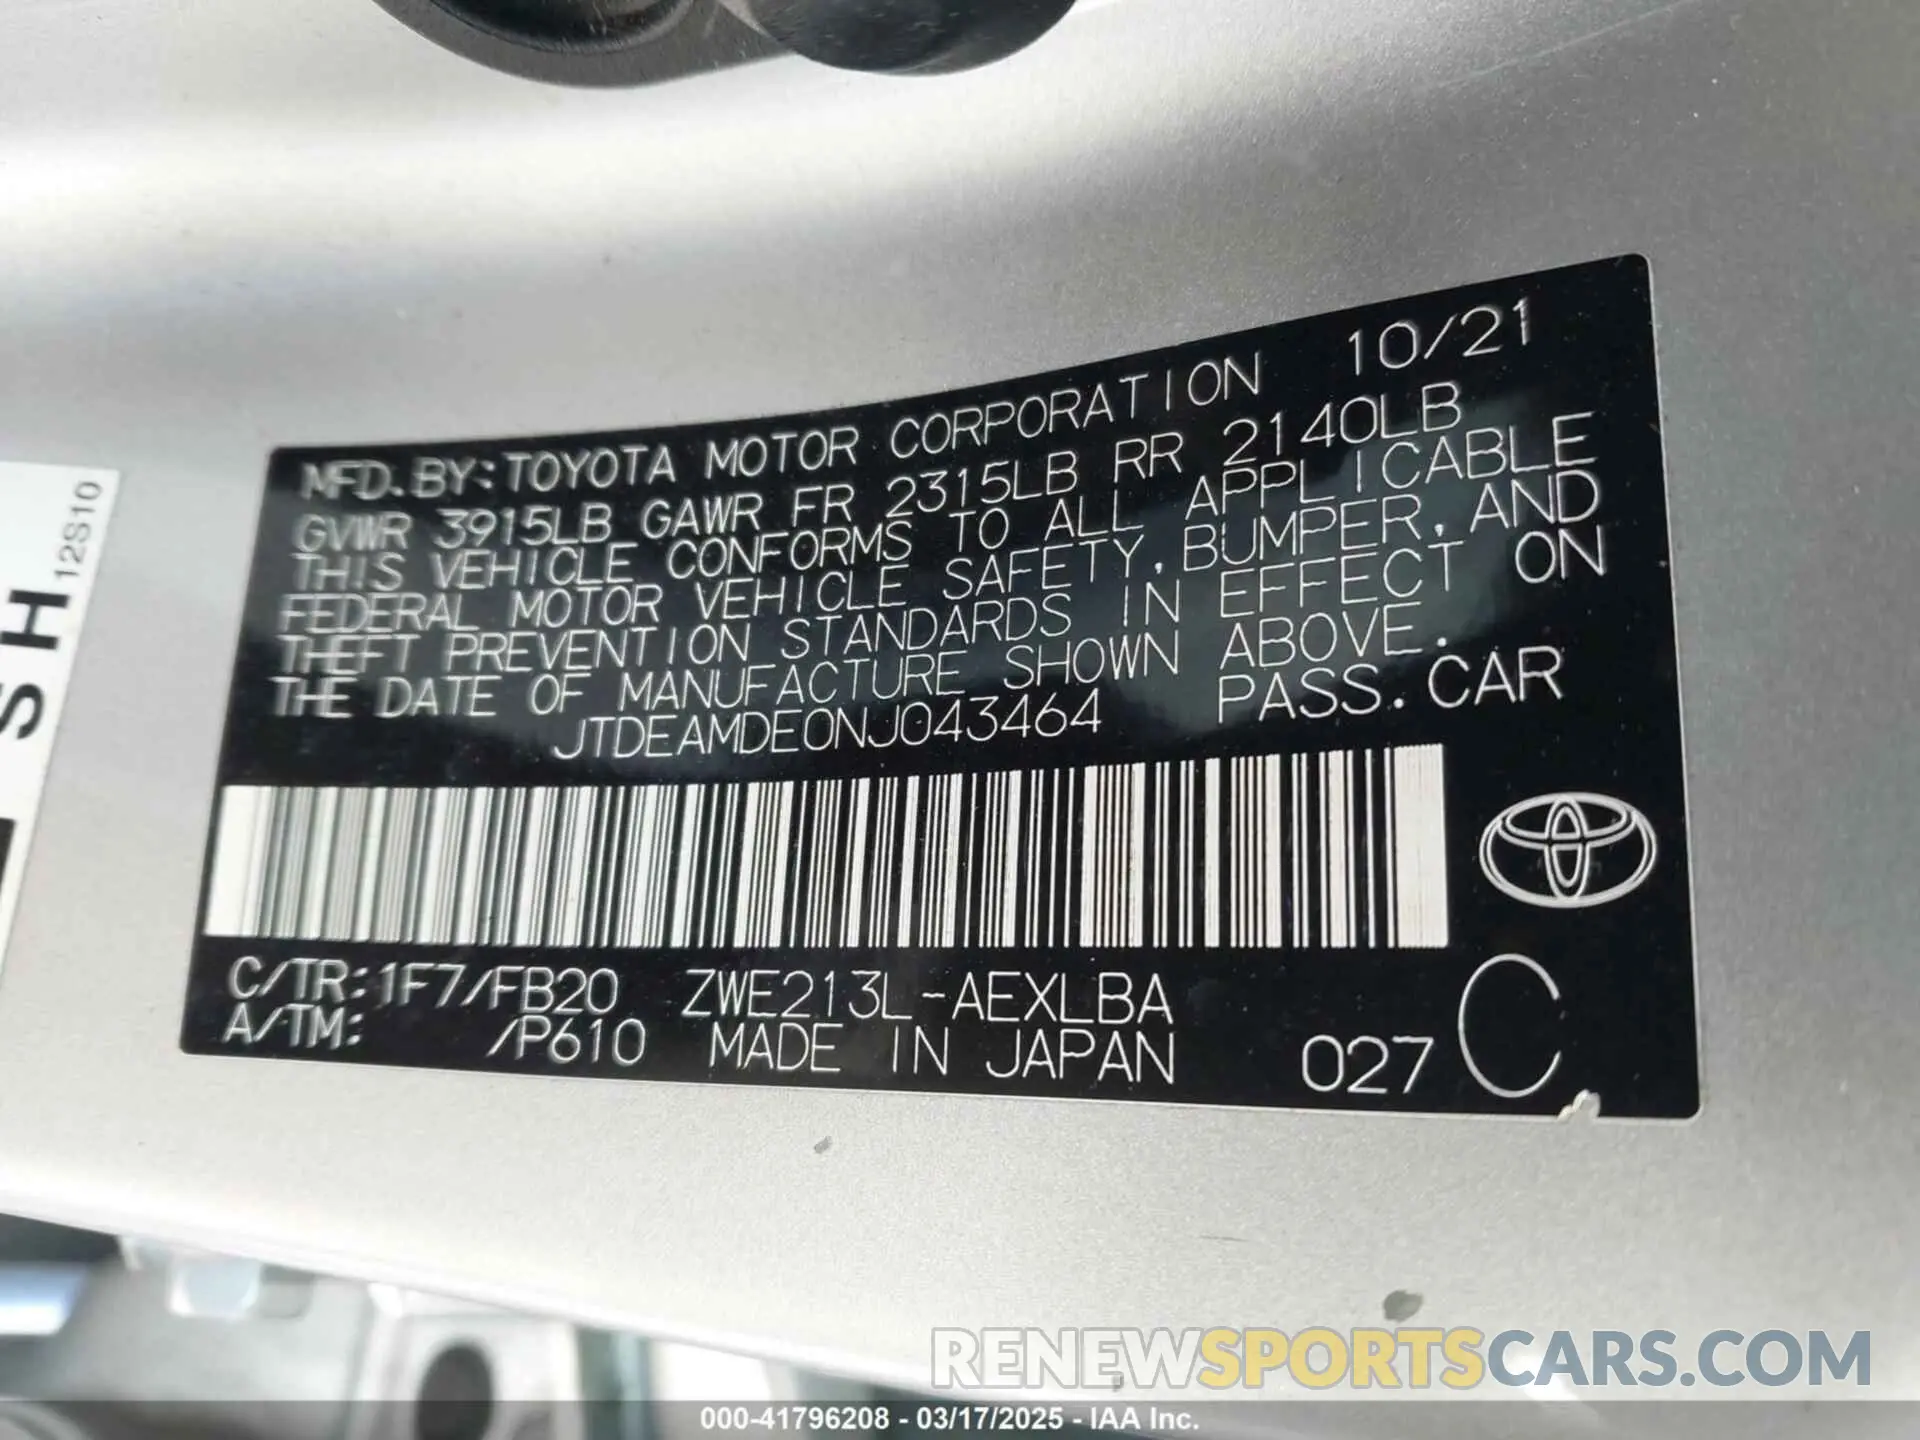 MFD. BY: TOYOTA MOTOR CORPORATION 10/21
GVWR 3915LB GAWR FR 2315LB RR 2140LB
THIS VEHICLE CONFORMS TO ALL APPLICABLE
FEDERAL MOTOR VEHICLE SAFETY, BUMPER, AND
THEFT PREVENTION STANDARDS IN EFFECT ON
THE DATE OF MANUFACTURE SHOWN ABOVE.
JTDEAMDE0NJ043464 PASS. CAR
C/TR: 1F7/FB20 ZWE213L-AEXLBA
A/TM: /P610 MADE IN JAPAN 027 C
SH
12S10
RENEWSPORTSCARS.COM
000-41796208 - 03/17/2025 - IAA Inc.